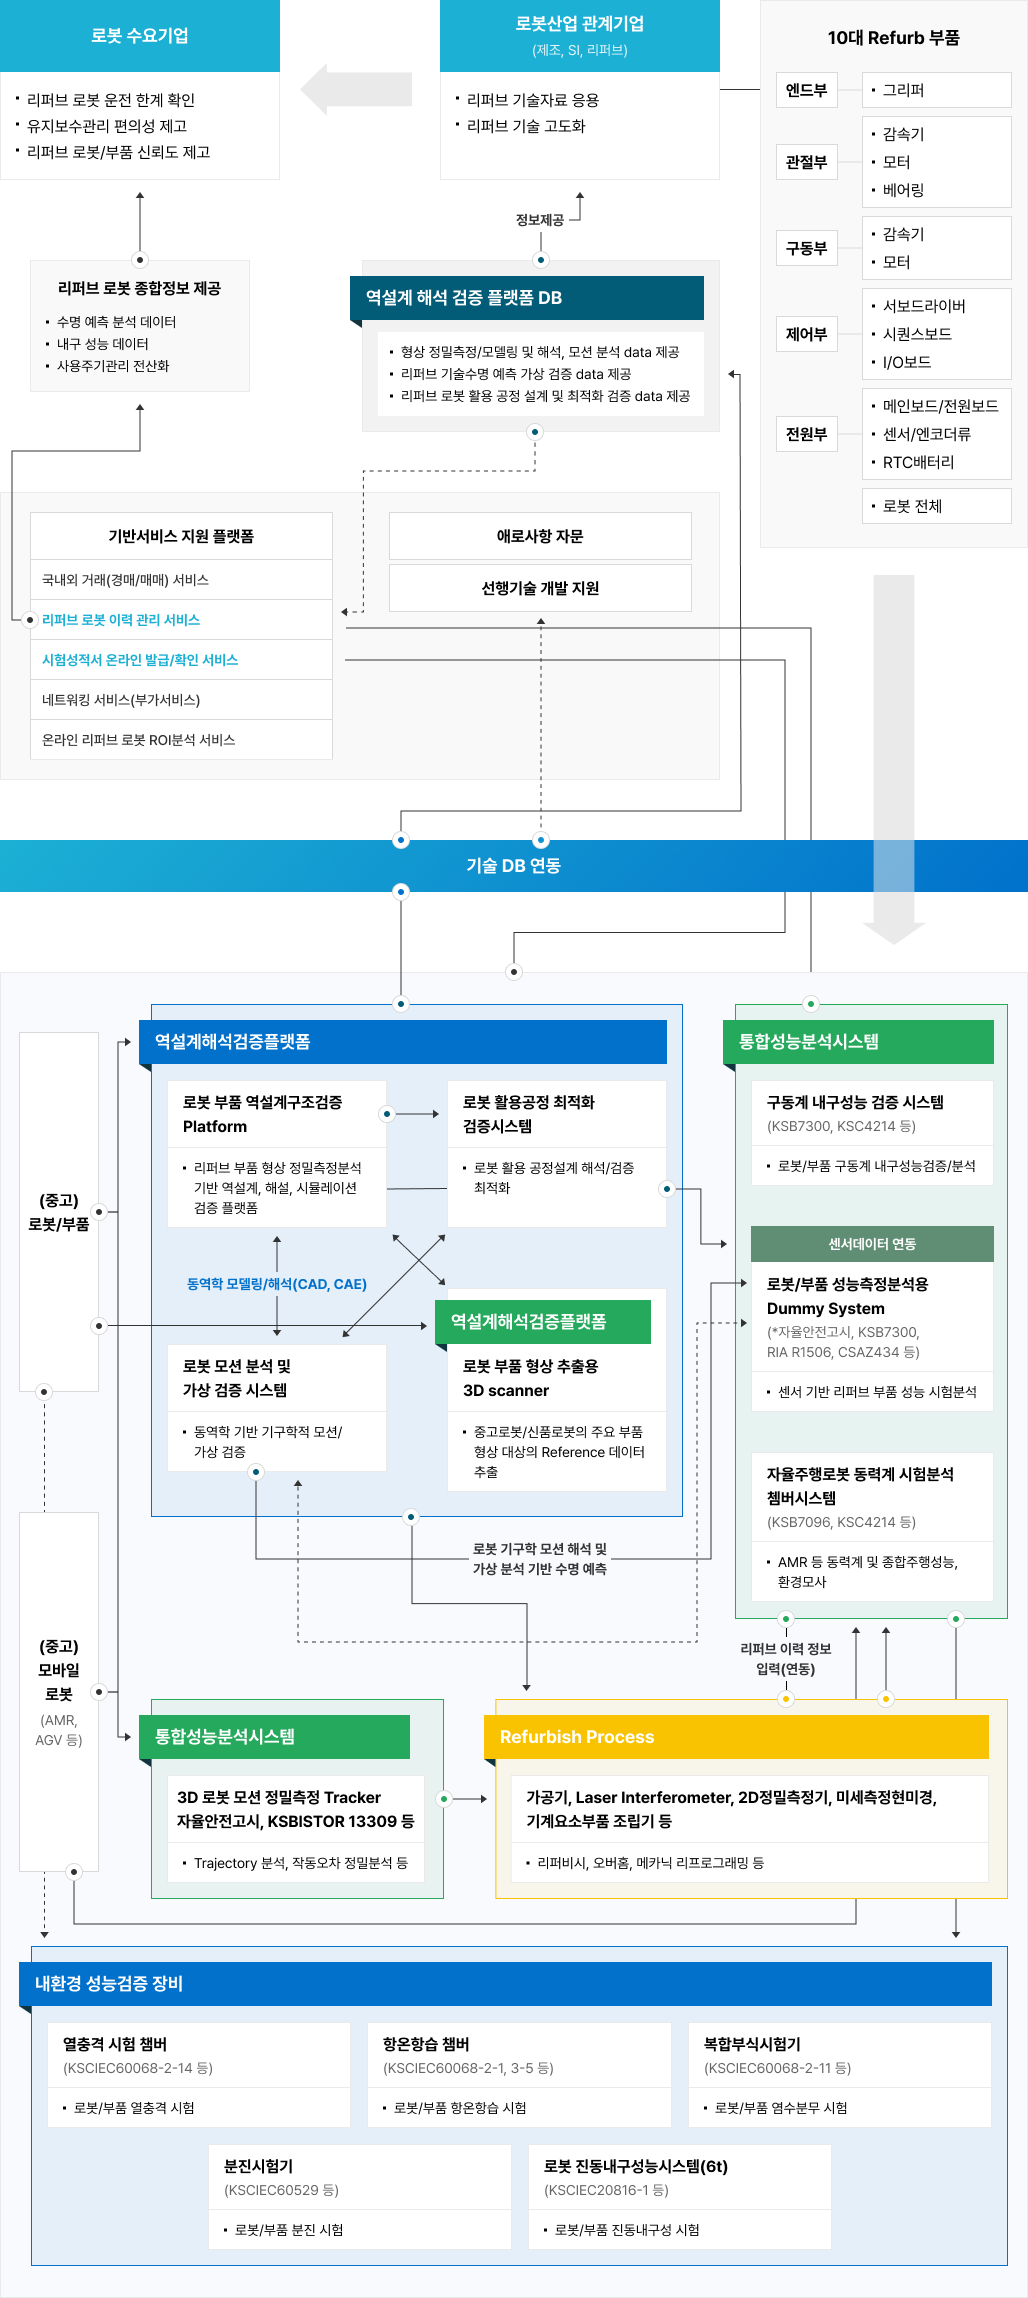 로봇 수요기업
리퍼브 로봇 운전 한계 확인
유지보수관리 편의성 제고
리퍼브 로봇/부품 신뢰도 제고
로봇산업 관계기업
(제조, SI, 리퍼브)
리퍼브 기술자료 응용
리퍼브 기술 고도화
10대 Refurb 부품
엔드부
그리퍼
관절부
감속기
모터
베어링
구동부
감속기
모터
제어부
서보드라이버
시퀀스보드
I/O보드
전원부
메인보드/전원보드
센서/엔코더류
RTC배터리
로봇 전체
정보제공
리퍼브 로봇 종합정보 제공
수명 예측 분석 데이터
내구 성능 데이터
사용주기관리 전산화
역설계 해석 검증 플랫폼 DB
형상 정밀측정/모델링 및 해석, 모션 분석 data 제공
리퍼브 기술수명 예측 가상 검증 data 제공
리퍼브 로봇 활용 공정 설계 및 최적화 검증 data 제공
기반서비스 지원 플랫폼
국내외 거래(경매/매매) 서비스
리퍼브 로봇 이력 관리 서비스
시험성적서 온라인 발급/확인 서비스
네트워킹 서비스(부가서비스)
온라인 리퍼브 로봇 ROI분석 서비스
애로사항 자문
선행기술 개발 지원
기술 DB 연동
(중고)
로봇/부품
역설계해석검증플랫폼
로봇 부품 역설계구조검증
Platform
리퍼브 부품 형상 정밀측정분석
기반 역설계, 해설, 시뮬레이션
검증 플랫폼
로봇 활용공정 최적화
검증시스템
로봇 활용 공정설계 해석/검증
최적화
동역학 모델링/해석(CAD, CAE)
로봇 모션 분석 및
가상 검증 시스템
동역학 기반 기구학적 모션/
가상 검증
역설계해석검증플랫폼
로봇 부품 형상 추출용
3D scanner
중고로봇/신품로봇의 주요 부품
형상 대상의 Reference 데이터
추출
통합성능분석시스템
구동계 내구성능 검증 시스템
(KSB7300, KSC4214 등)
로봇/부품 구동계 내구성능검증/분석
센서데이터 연동
로봇/부품 성능측정분석용
Dummy System
(*자율안전고시, KSB7300,
RIA R1506, CSAZ434 등)
센서 기반 리퍼브 부품 성능 시험분석
자율주행로봇 동력계 시험분석
쳄버시스템
(KSB7096, KSC4214 등)
AMR 등 동력계 및 종합주행성능,
환경모사
로봇 기구학 모션 해석 및
가상 분석 기반 수명 예측
리퍼브 이력 정보
입력(연동)
(중고)
모바일
로봇
(AMR,
AGV 등)
통합성능분석시스템
3D 로봇 모션 정밀측정 Tracker
자율안전고시, KSBISTOR 13309 등
Trajectory 분석, 작동오차 정밀분석 등
Refurbish Process
가공기, Laser Interferometer, 2D정밀측정기, 미세측정현미경,
기계요소부품 조립기 등
리퍼비시, 오버홈, 메카닉 리프로그래밍 등
내환경 성능검증 장비
열충격 시험 챔버
(KSCIEC60068-2-14 등)
로봇/부품 열충격 시험
항온항습 챔버
(KSCIEC60068-2-1, 3-5 등)
로봇/부품 항온항습 시험
복합부식시험기
(KSCIEC60068-2-11 등)
로봇/부품 염수분무 시험
분진시험기
(KSCIEC60529 등)
로봇/부품 분진 시험
로봇 진동내구성능시스템(6t)
(KSCIEC20816-1 등)
로봇/부품 진동내구성 시험